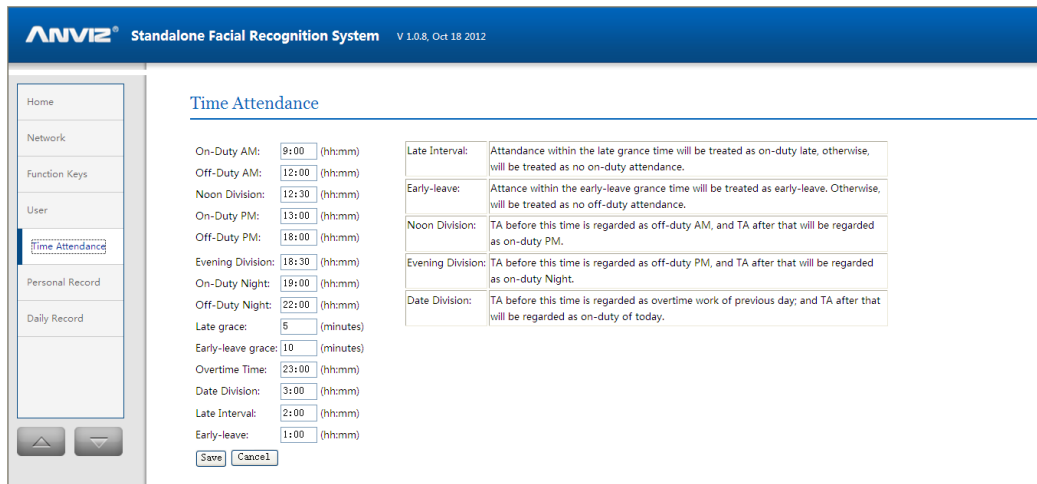 ANVIZ® Standalone Facial Recognition System V 1.0.8, Oct 18 2012
Home
Network
Function Keys
User
Time Attendance
Personal Record
Daily Record
Time Attendance
On-Duty AM: 9:00 (hh:mm)
Off-Duty AM: 12:00 (hh:mm)
Noon Division: 12:30 (hh:mm)
On-Duty PM: 13:00 (hh:mm)
Off-Duty PM: 18:00 (hh:mm)
Evening Division: 18:30 (hh:mm)
On-Duty Night: 19:00 (hh:mm)
Off-Duty Night: 22:00 (hh:mm)
Late grace: 5 (minutes)
Early-leave grace: 10 (minutes)
Overtime Time: 23:00 (hh:mm)
Date Division: 3:00 (hh:mm)
Late Interval: 2:00 (hh:mm)
Early-leave: 1:00 (hh:mm)
Save Cancel
Late Interval: Attandance within the late grance time will be treated as on-duty late, otherwise,
will be treated as no on-duty attendance.
Early-leave: Attance within the early-leave grance time will be treated as early-leave. Otherwise,
will be treated as no off-duty attendance.
Noon Division: TA before this time is regarded as off-duty AM, and TA after that will be regarded
as on-duty PM.
Evening Division: TA before this time is regarded as off-duty PM, and TA after that will be regarded
as on-duty Night.
Date Division: TA before this time is regarded as overtime work of previous day; and TA after that
will be regarded as on-duty of today.